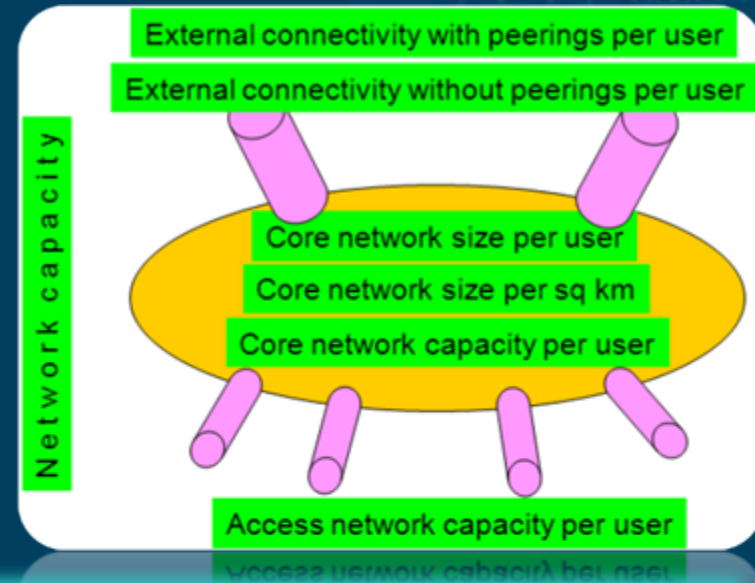 External connectivity with peerings per user
External connectivity without peerings per user
Network capacity
Core network size per user
Core network size per sq km
Core network capacity per user
Access network capacity per user